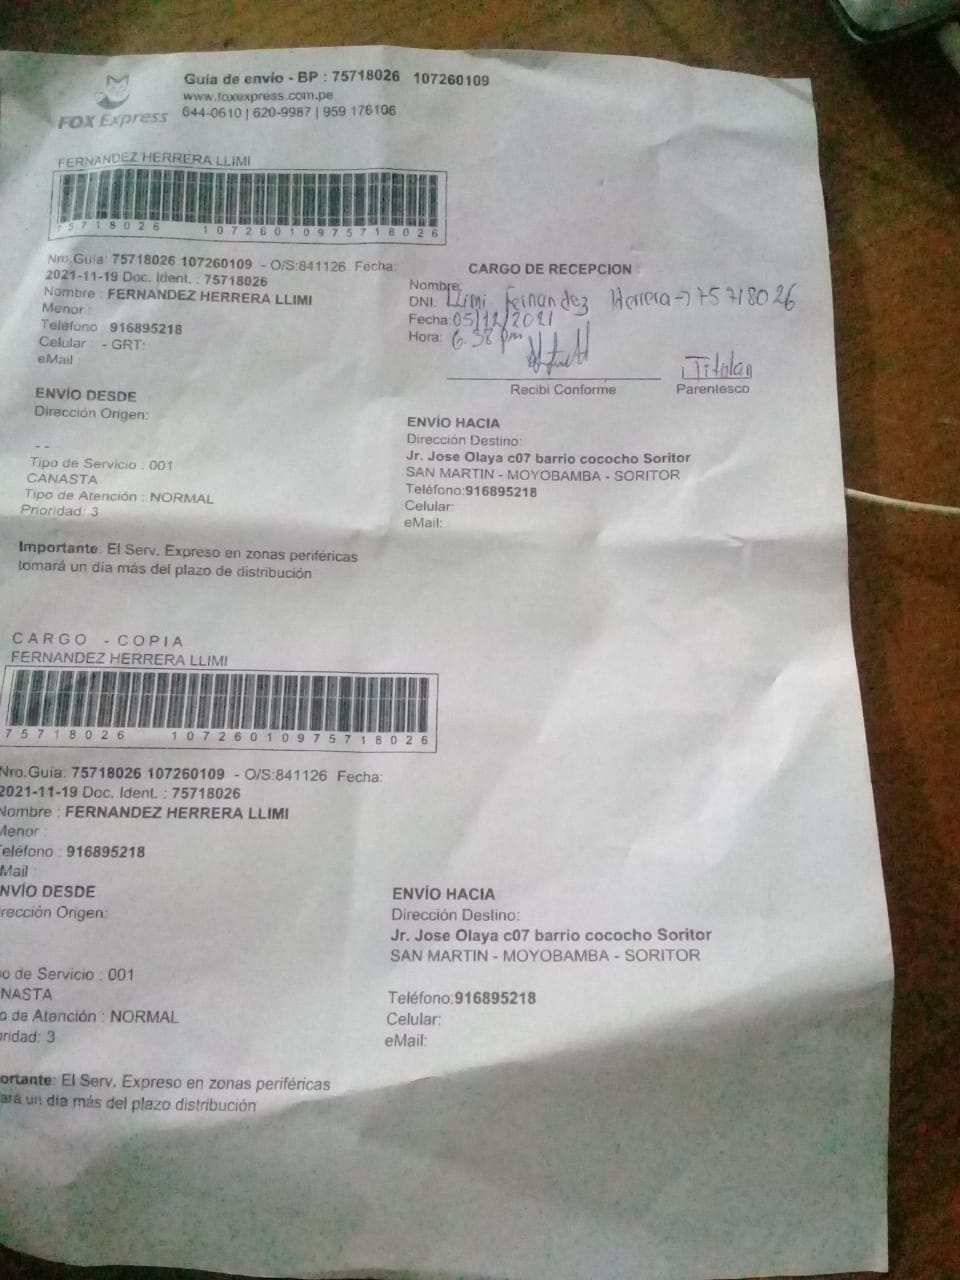 FOX Express
Guía de envio - BP : 75718026 107260109
www.foxexpress.com.pe
644-0610 | 620-9987 | 959 176106
FERNANDEZ HERRERA LLIMI
75718026 10726010975718026
Nro.Guia: 75718026 107260109 - O/S:841126 Fecha:
2021-11-19 Doc. Ident. : 75718026
Nombre : FERNANDEZ HERRERA LLIMI
Menor :
Teléfono : 916895218
Celular : - GRT:
eMail :
CARGO DE RECEPCION
Nombre:
DNI: Llimi Fernandez Herrera-75718026
Fecha: 05/12/2021
Hora: 6:38 pm
Titular
Recibi Conforme Parentesco
ENVÍO DESDE
Dirección Origen:
- -
Tipo de Servicio : 001
CANASTA
Tipo de Atención : NORMAL
Prioridad: 3
ENVÍO HACIA
Dirección Destino:
Jr. Jose Olaya c07 barrio cococho Soritor
SAN MARTIN - MOYOBAMBA - SORITOR
Teléfono:916895218
Celular:
eMail:
Importante: El Serv. Expreso en zonas periféricas
tomará un día más del plazo de distribución
CARGO - COPIA
FERNANDEZ HERRERA LLIMI
75718026 10726010975718026
Nro.Guia: 75718026 107260109 - O/S:841126 Fecha:
2021-11-19 Doc. Ident. : 75718026
Nombre : FERNANDEZ HERRERA LLIMI
Menor :
Teléfono : 916895218
Mail :
NVÍO DESDE
rección Origen:
o de Servicio : 001
NASTA
o de Atención : NORMAL
oridad: 3
ENVÍO HACIA
Dirección Destino:
Jr. Jose Olaya c07 barrio cococho Soritor
SAN MARTIN - MOYOBAMBA - SORITOR
Teléfono:916895218
Celular:
eMail:
ortante: El Serv. Expreso en zonas periféricas
ará un día más del plazo distribución